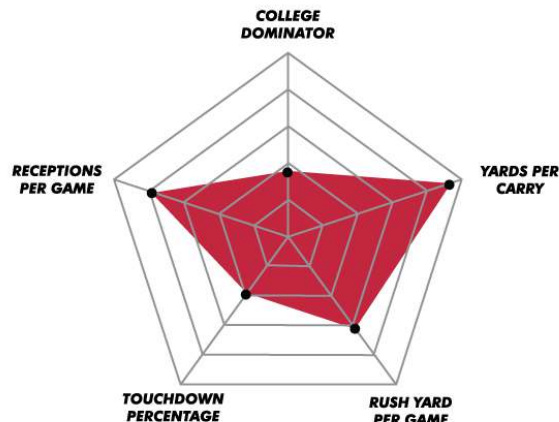 COLLEGE
DOMINATOR
RECEPTIONS
PER GAME
YARDS PER
CARRY
TOUCHDOWN
PERCENTAGE
RUSH YARD
PER GAME